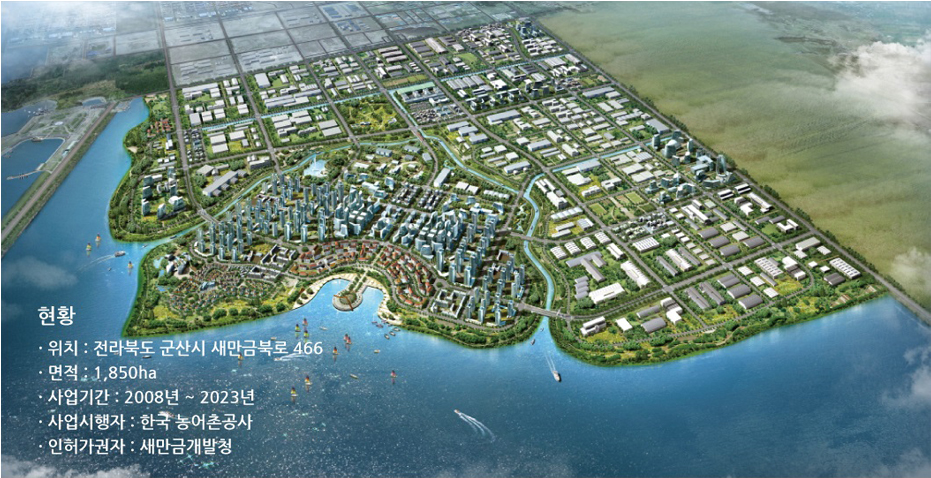 현황
· 위치 : 전라북도 군산시 새만금북로 466
· 면적 : 1,850ha
· 사업기간 : 2008년 ~ 2023년
· 사업시행자 : 한국 농어촌공사
· 인허가권자 : 새만금개발청